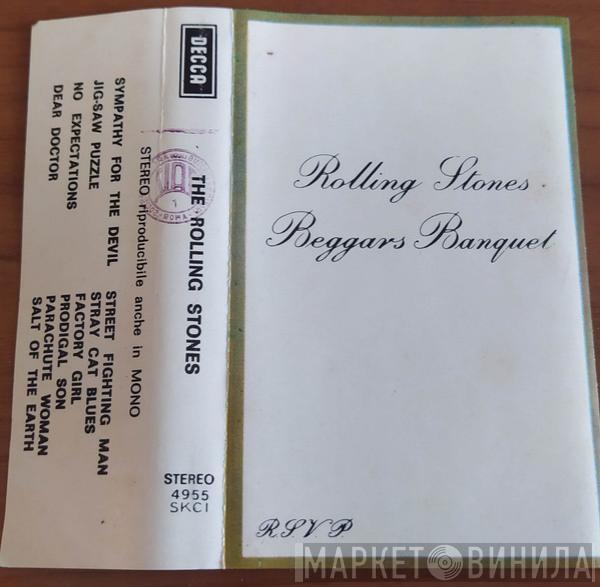 Rolling Stones
Beggars Banquet
R.S.V.P.
DECCA
THE ROLLING STONES
STEREO
4955
SKCI
STEREO riproducibile anche in MONO
SYMPATHY FOR THE DEVIL
JIG-SAW PUZZLE
NO EXPECTATIONS
DEAR DOCTOR
STREET FIGHTING MAN
STRAY CAT BLUES
FACTORY GIRL
PRODIGAL SON
PARACHUTE WOMAN
SALT OF THE EARTH
ROMA
МАРКЕТ ВИНИЛА